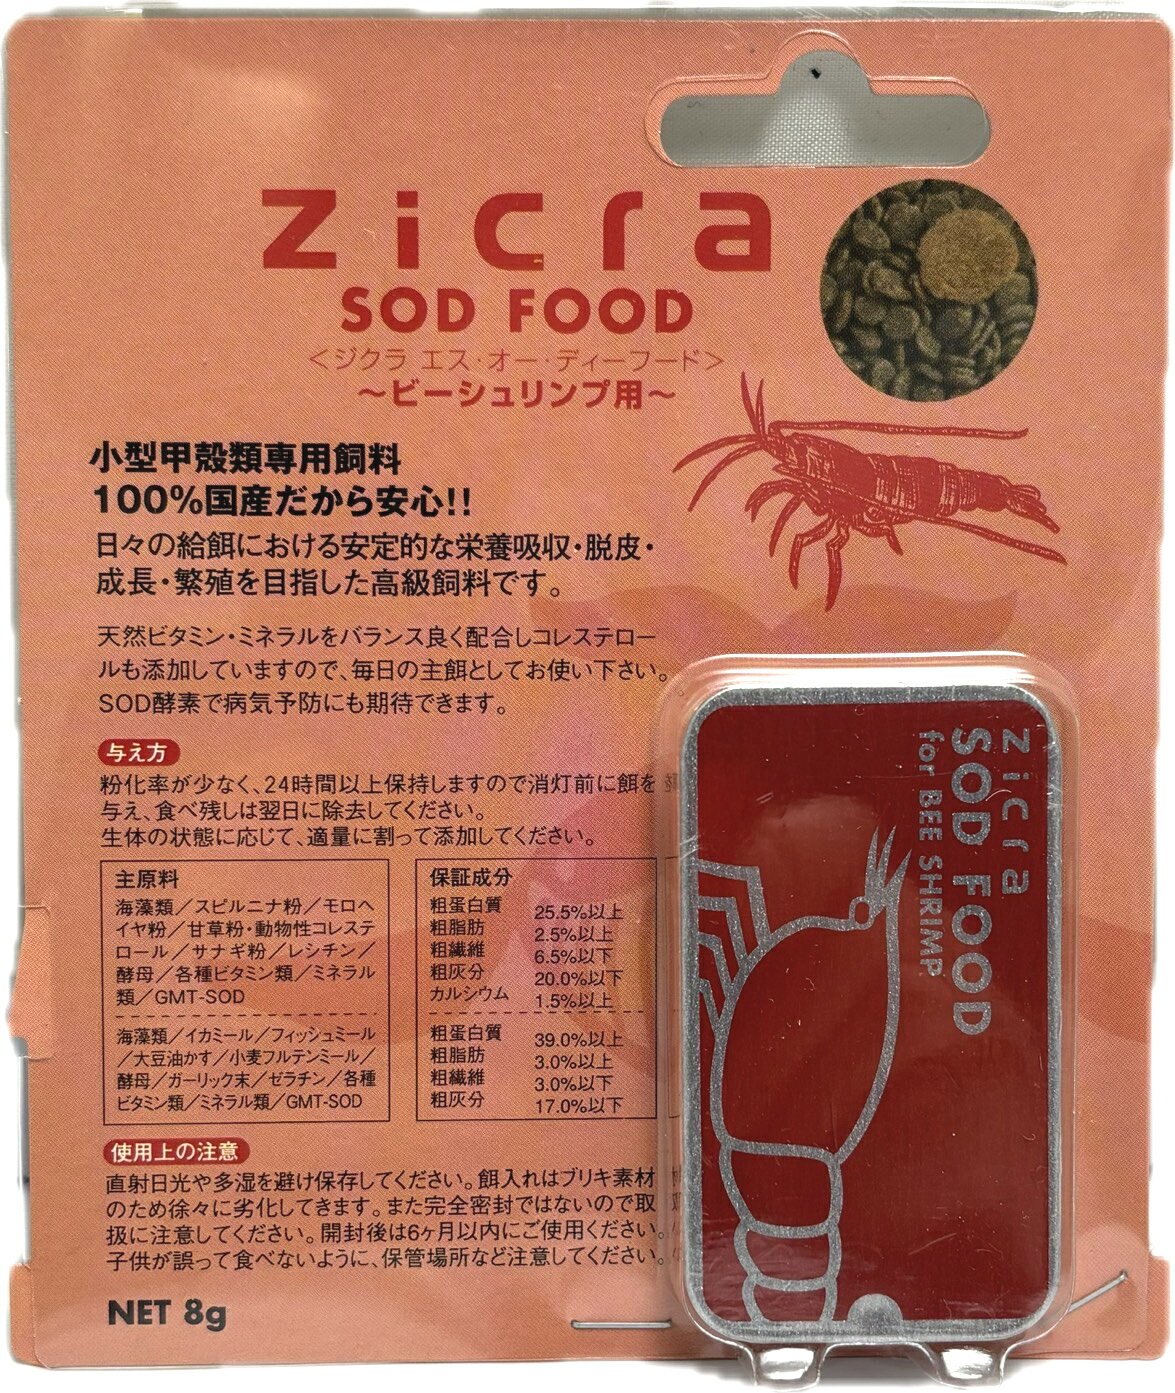 zicra
SOD FOOD
<ジクラ エス・オー・ディーフード>
～ビーシュリンプ用～
小型甲殻類専用飼料
100%国産だから安心!!
日々の給餌における安定的な栄養吸収・脱皮・
成長・繁殖を目指した高級飼料です。
天然ビタミン・ミネラルをバランス良く配合しコレステロー
ルも添加していますので、毎日の主餌としてお使い下さい。
SOD酵素で病気予防にも期待できます。
与え方
粉化率が少なく、24時間以上保持しますので消灯前に餌を
与え、食べ残しは翌日に除去してください。
生体の状態に応じて、適量に割って添加してください。
主原料
海藻類／スピルニナ粉／モロヘ
イヤ粉／甘草粉・動物性コレステ
ロール／サナギ粉／レシチン／
酵母／各種ビタミン類／ミネラル
類／GMT-SOD
海藻類／イカミール／フィッシュミール
／大豆油かす／小麦フルテンミール／
酵母／ガーリック末／ゼラチン／各種
ビタミン類／ミネラル類／GMT-SOD
保証成分
粗蛋白質 25.5%以上
粗脂肪 2.5%以上
粗繊維 6.5%以下
粗灰分 20.0%以下
カルシウム 1.5%以上
粗蛋白質 39.0%以上
粗脂肪 3.0%以上
粗繊維 3.0%以下
粗灰分 17.0%以下
使用上の注意
直射日光や多湿を避け保存してください。餌入れはブリキ素材
のため徐々に劣化してきます。また完全密封ではないので取
扱に注意してください。開封後は6ヶ月以内にご使用ください。
子供が誤って食べないように、保管場所など注意してください。
NET 8g
zicra
SOD FOOD
for BEE SHRIMP